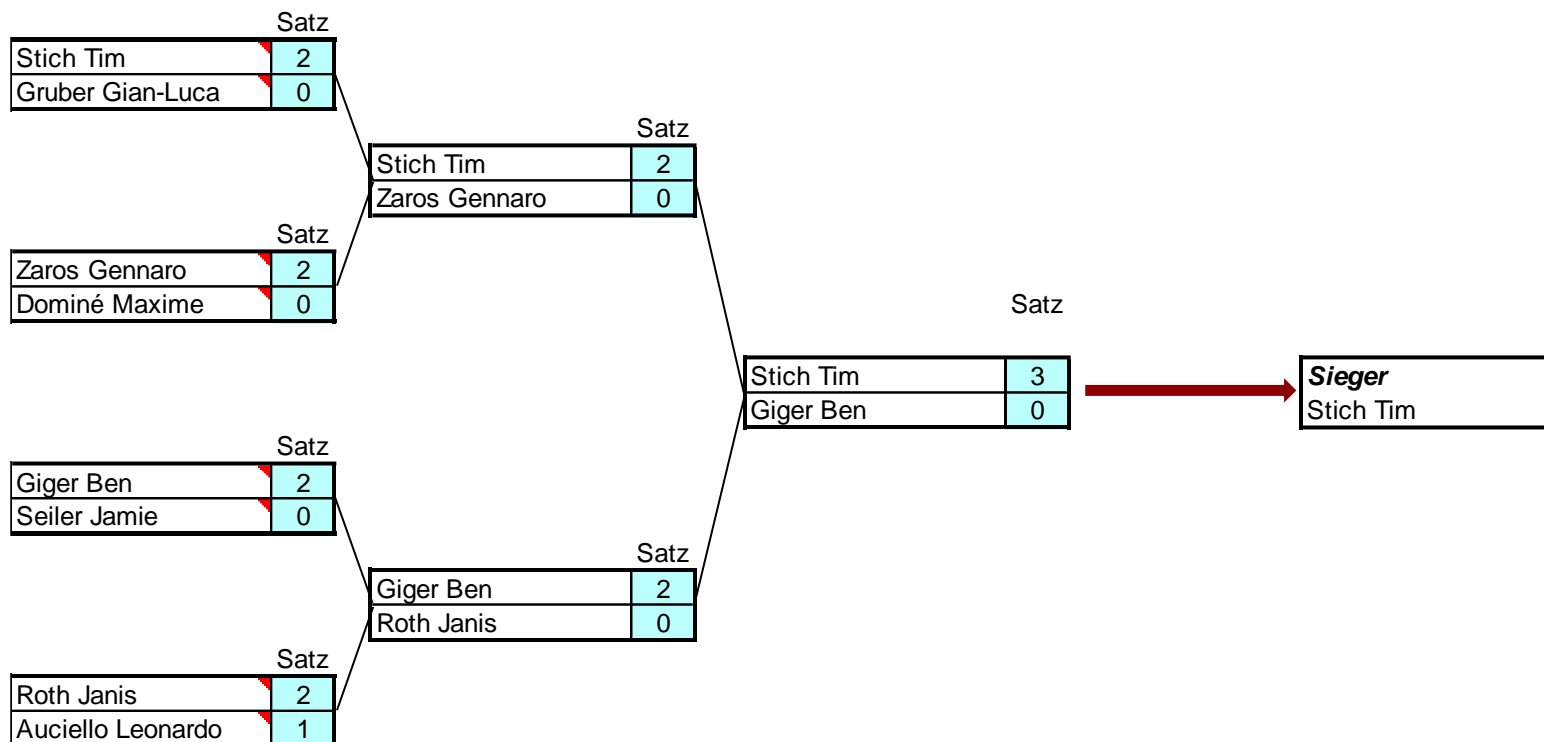 Satz
Stich Tim 2
Gruber Gian-Luca 0
Satz
Stich Tim 2
Zaros Gennaro 0
Satz
Zaros Gennaro 2
Dominé Maxime 0
Satz
Stich Tim 3
Giger Ben 0
Sieger
Stich Tim
Satz
Giger Ben 2
Seiler Jamie 0
Satz
Giger Ben 2
Roth Janis 0
Satz
Roth Janis 2
Auciello Leonardo 1